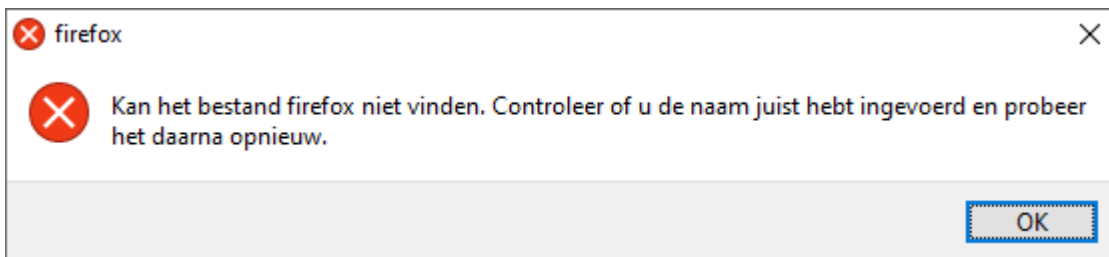 firefox
Kan het bestand firefox niet vinden. Controleer of u de naam juist hebt ingevoerd en probeer
het daarna opnieuw.
OK